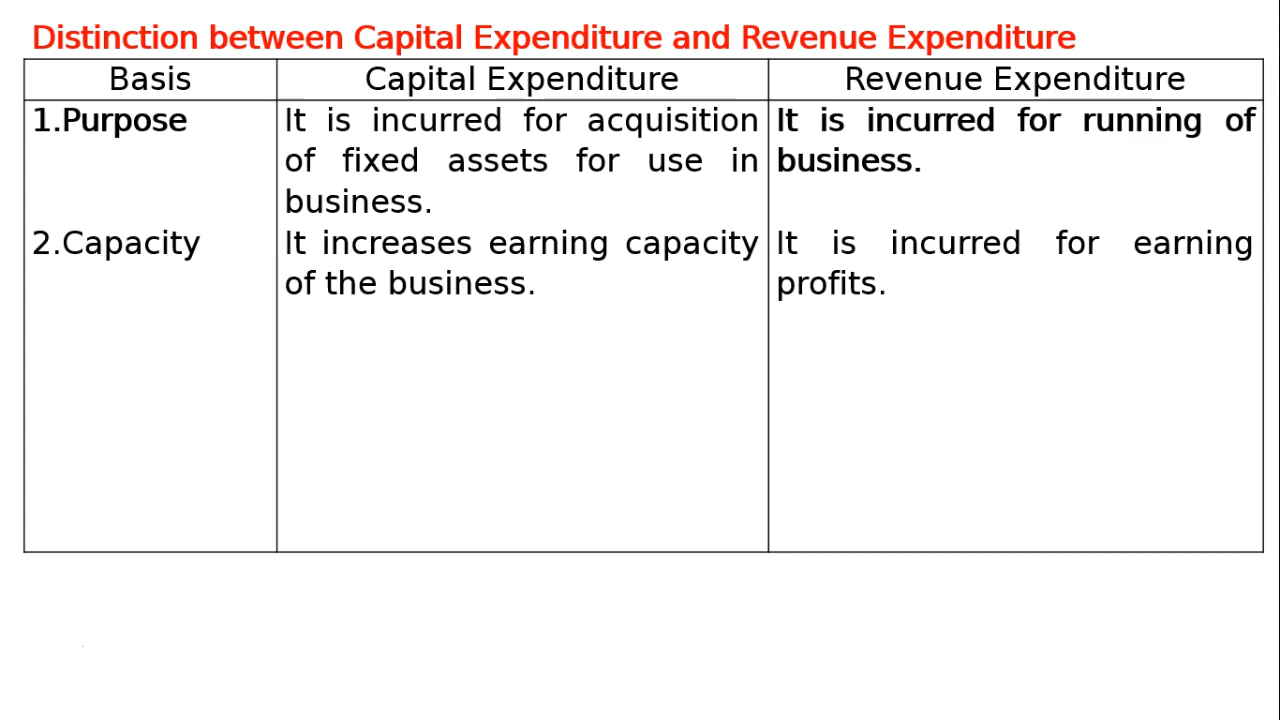 Distinction between Capital Expenditure and Revenue Expenditure
Basis
Capital Expenditure
Revenue Expenditure
1.Purpose
It is incurred for acquisition
of fixed assets for use in
business.
It is incurred for running of
business.
2.Capacity
It increases earning capacity
of the business.
It is incurred for earning
profits.